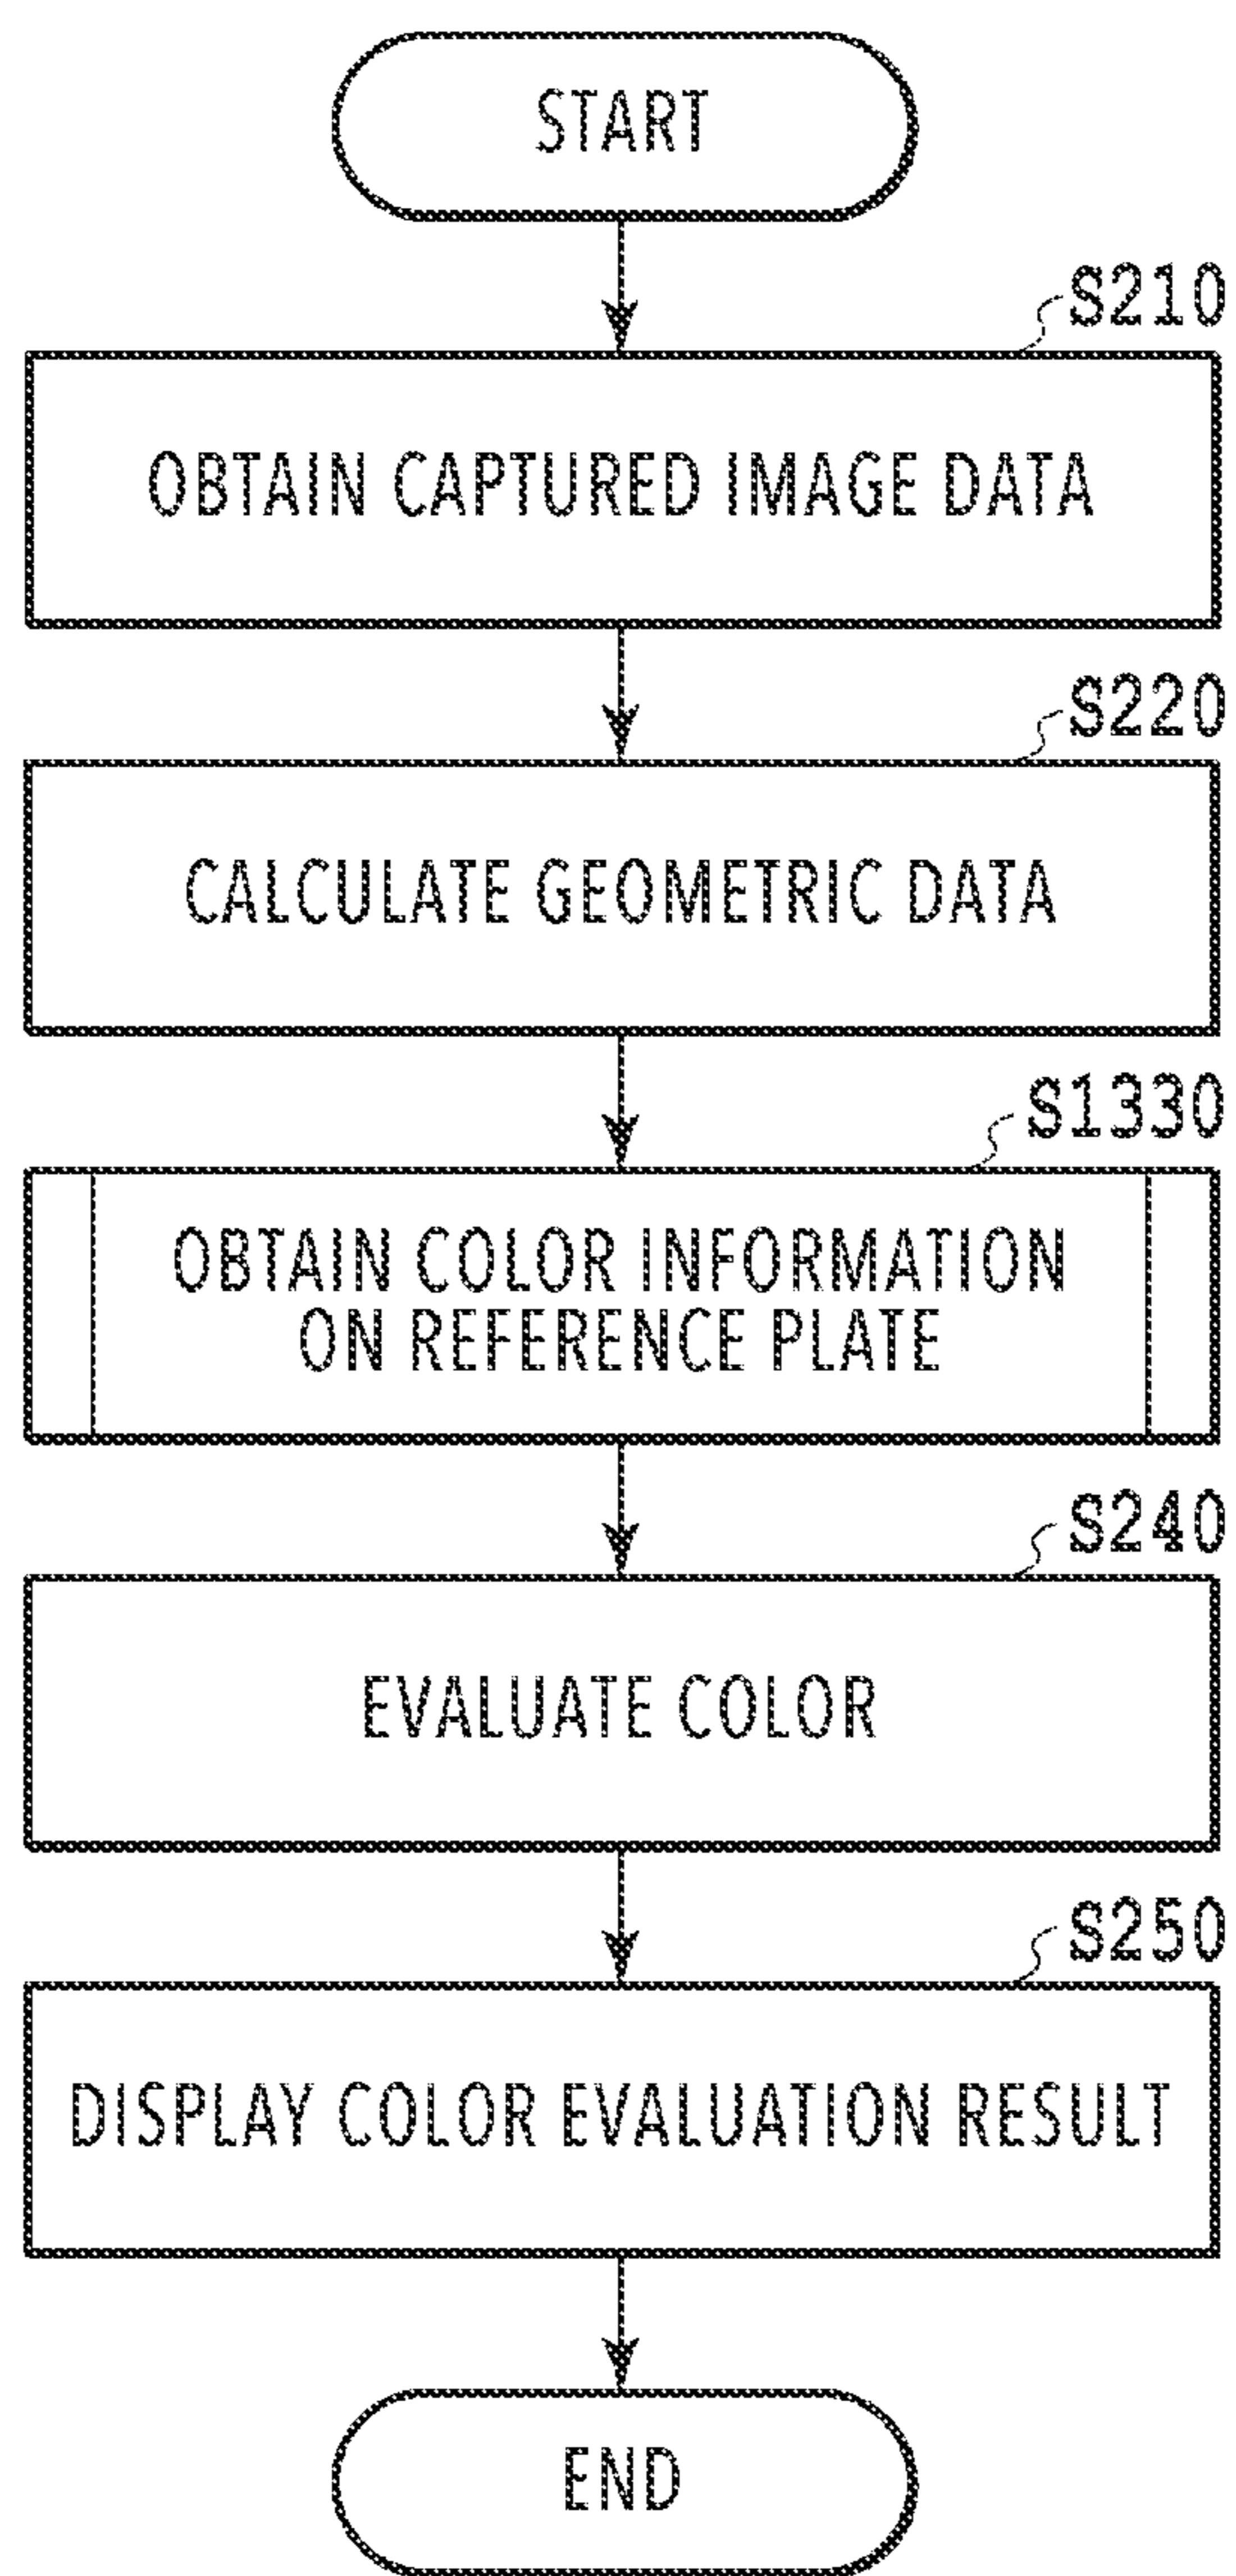 START
S210
OBTAIN CAPTURED IMAGE DATA
S220
CALCULATE GEOMETRIC DATA
S1330
OBTAIN COLOR INFORMATION
ON REFERENCE PLATE
S240
EVALUATE COLOR
S250
DISPLAY COLOR EVALUATION RESULT
END